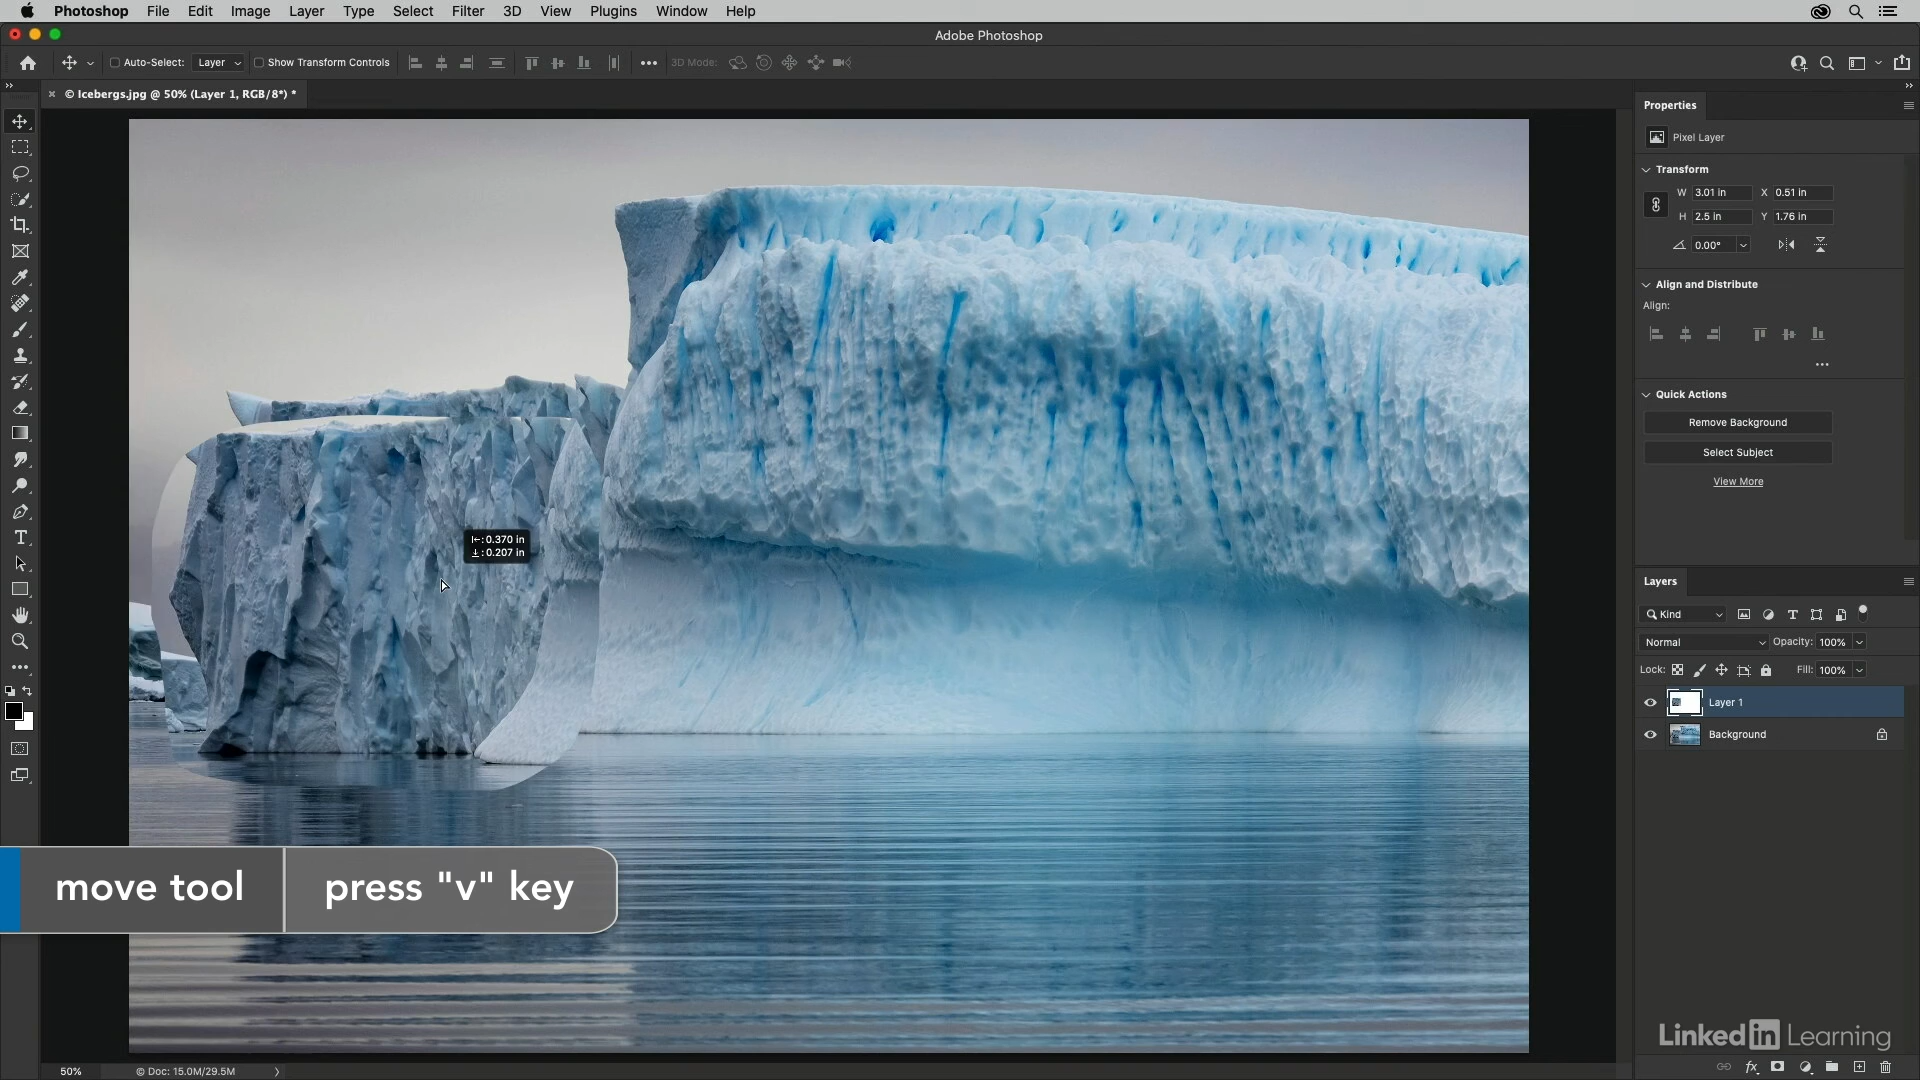 Photoshop File Edit Image Layer Type Select Filter 3D View Plugins Window Help
Adobe Photoshop
Auto-Select: Layer Show Transform Controls 3D Mode:
© Icebergs.jpg @ 50% (Layer 1, RGB/8*) *
Properties
Pixel Layer
Transform
W 3.01 in X 0.51 in
H 2.5 in Y 1.76 in
0.00°
Align and Distribute
Align:
Quick Actions
Remove Background
Select Subject
View More
0.370 in
0.207 in
Layers
Kind
Normal Opacity: 100%
Lock: Fill: 100%
Layer 1
Background
move tool press "v" key
Linked in Learning
50% © Doc: 15.0M/29.5M